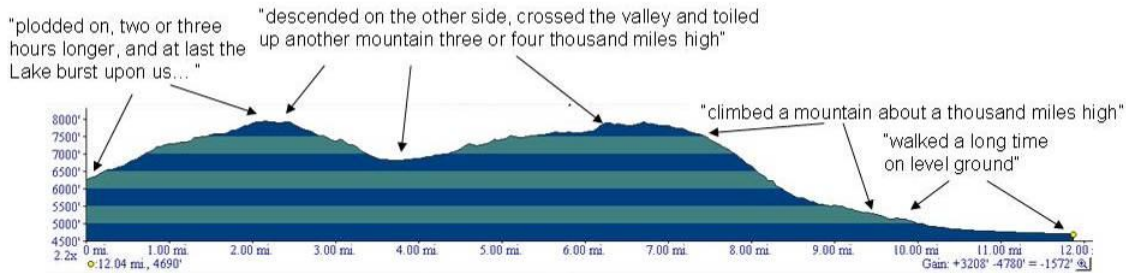 "descended on the other side, crossed the valley and toiled
up another mountain three or four thousand miles high"
"plodded on, two or three
hours longer, and at last the
Lake burst upon us... "
"climbed a mountain about a thousand miles high"
"walked a long time
on level ground"
8000'
7500'
7000'
6500'
6000'
5500'
5000'
4500'
2.2x
0 mi. 1.00 mi. 2.00 mi. 3.00 mi. 4.00 mi. 5.00 mi. 6.00 mi. 7.00 mi. 8.00 mi. 9.00 mi. 10.00 mi. 11.00 mi. 12.00
:12.04 mi., 4690' Gain: +3208' -4780' = -1572'